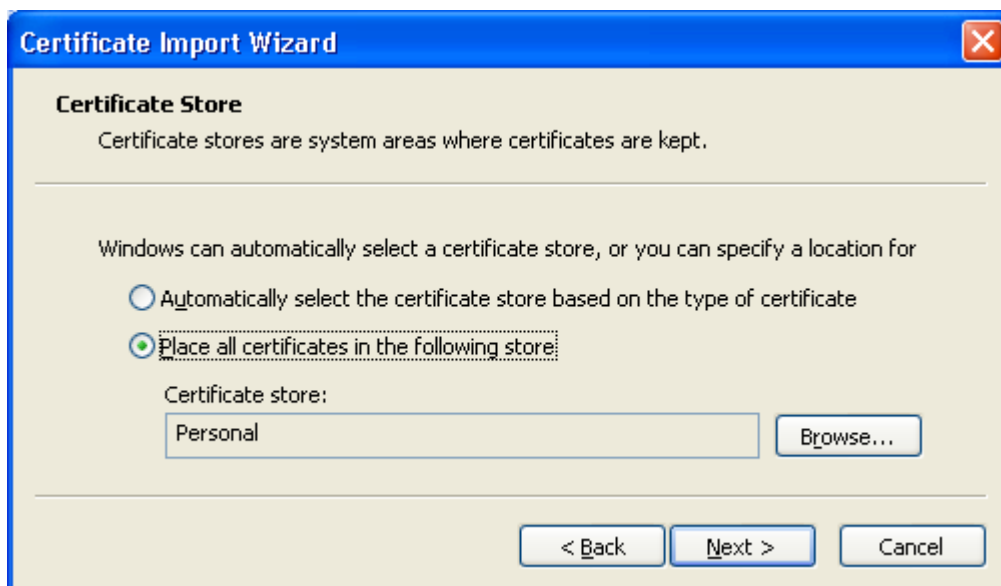 Certificate Import Wizard
Certificate Store
Certificate stores are system areas where certificates are kept.
Windows can automatically select a certificate store, or you can specify a location for
Automatically select the certificate store based on the type of certificate
Place all certificates in the following store
Certificate store:
Personal
Browse...
< Back
Next >
Cancel